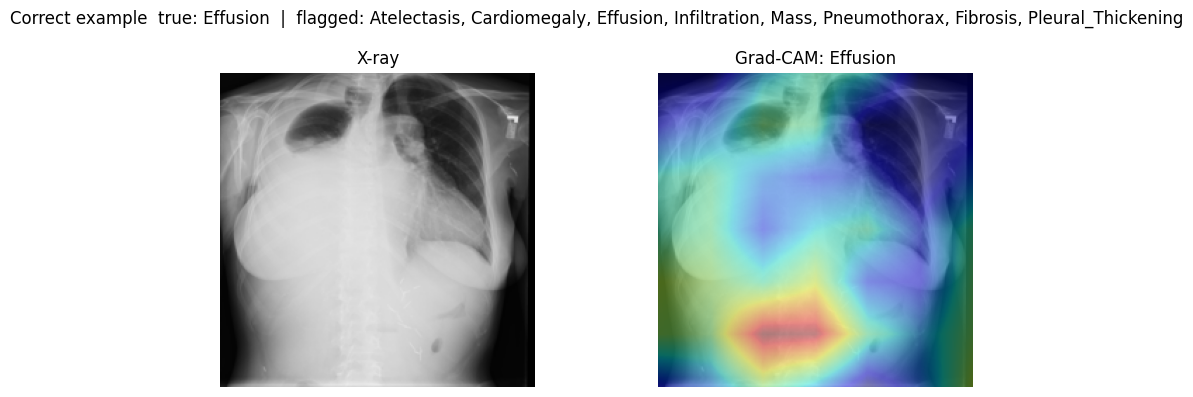 Correct example  true: Effusion  |  flagged: Atelectasis, Cardiomegaly, Effusion, Infiltration, Mass, Pneumothorax, Fibrosis, Pleural_Thickening
X-ray
Grad-CAM: Effusion